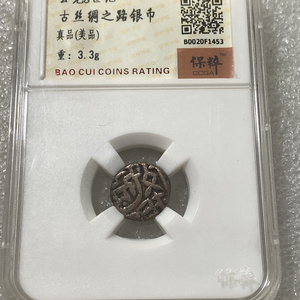 古丝绸之路银币
真品(美品)
重：3.3g
BAO CUI COINS RATING
B0020F1453
保粹
CCGA